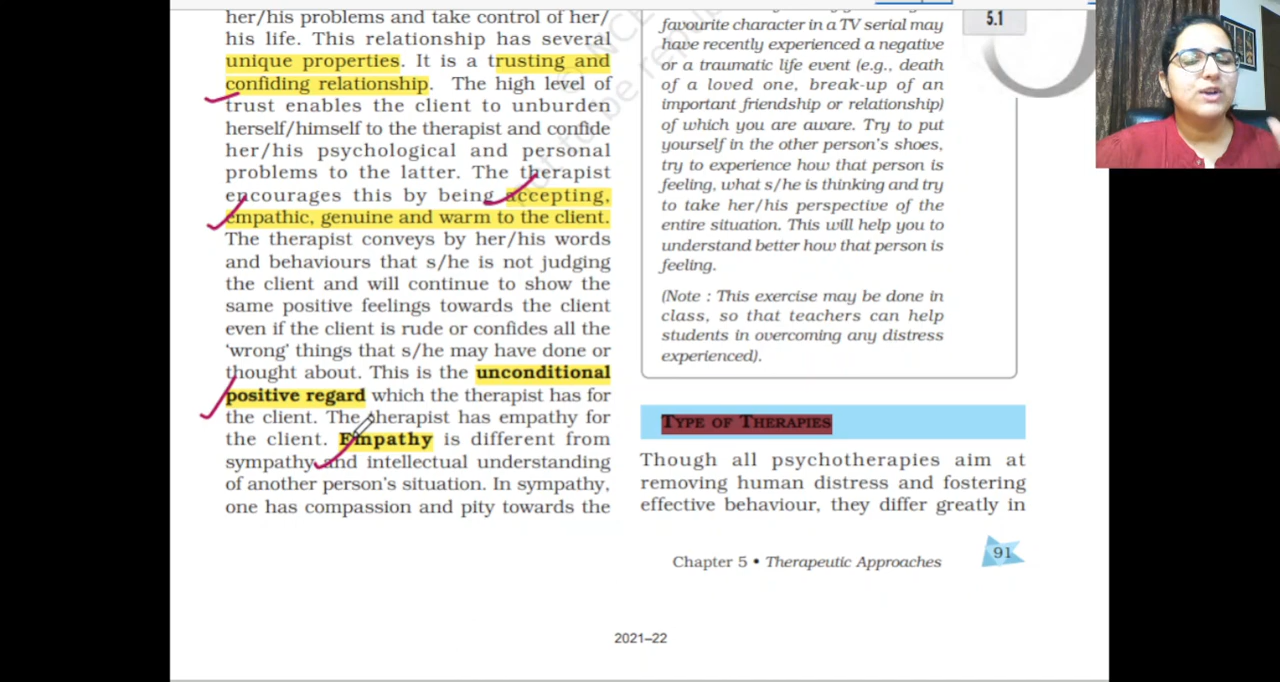 her/his problems and take control of her/
his life. This relationship has several
unique properties. It is a trusting and
confiding relationship. The high level of
trust enables the client to unburden
herself/himself to the therapist and confide
her/his psychological and personal
problems to the latter. The therapist
encourages this by being accepting,
empathic, genuine and warm to the client.
The therapist conveys by her/his words
and behaviours that s/he is not judging
the client and will continue to show the
same positive feelings towards the client
even if the client is rude or confides all the
‘wrong’ things that s/he may have done or
thought about. This is the unconditional
positive regard which the therapist has for
the client. The therapist has empathy for
the client. Empathy is different from
sympathy and intellectual understanding
of another person's situation. In sympathy,
one has compassion and pity towards the
favourite character in a TV serial may
have recently experienced a negative
or a traumatic life event (e.g., death
of a loved one, break-up of an
important friendship or relationship)
of which you are aware. Try to put
yourself in the other person's shoes,
try to experience how that person is
feeling, what s/he is thinking and try
to take her/his perspective of the
entire situation. This will help you to
understand better how that person is
feeling.
(Note : This exercise may be done in
class, so that teachers can help
students in overcoming any distress
experienced).
5.1
TYPE OF THERAPIES
Though all psychotherapies aim at
removing human distress and fostering
effective behaviour, they differ greatly in
Chapter 5 • Therapeutic Approaches
91
2021–22